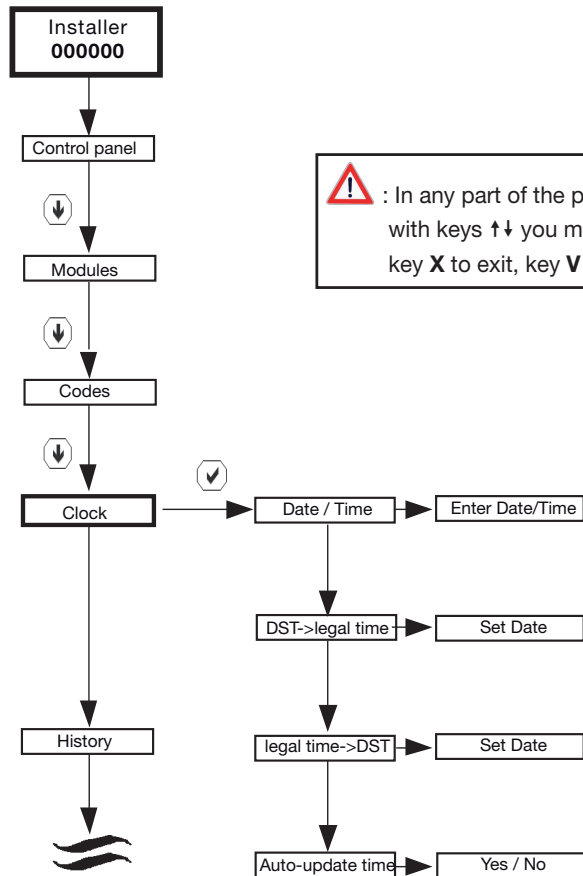 Installer
000000
Control panel
: In any part of the p
with keys ↑↓ you m
key X to exit, key V
Modules
Codes
Clock
Date / Time
Enter Date/Time
DST->legal time
Set Date
History
legal time->DST
Set Date
Auto-update time
Yes / No